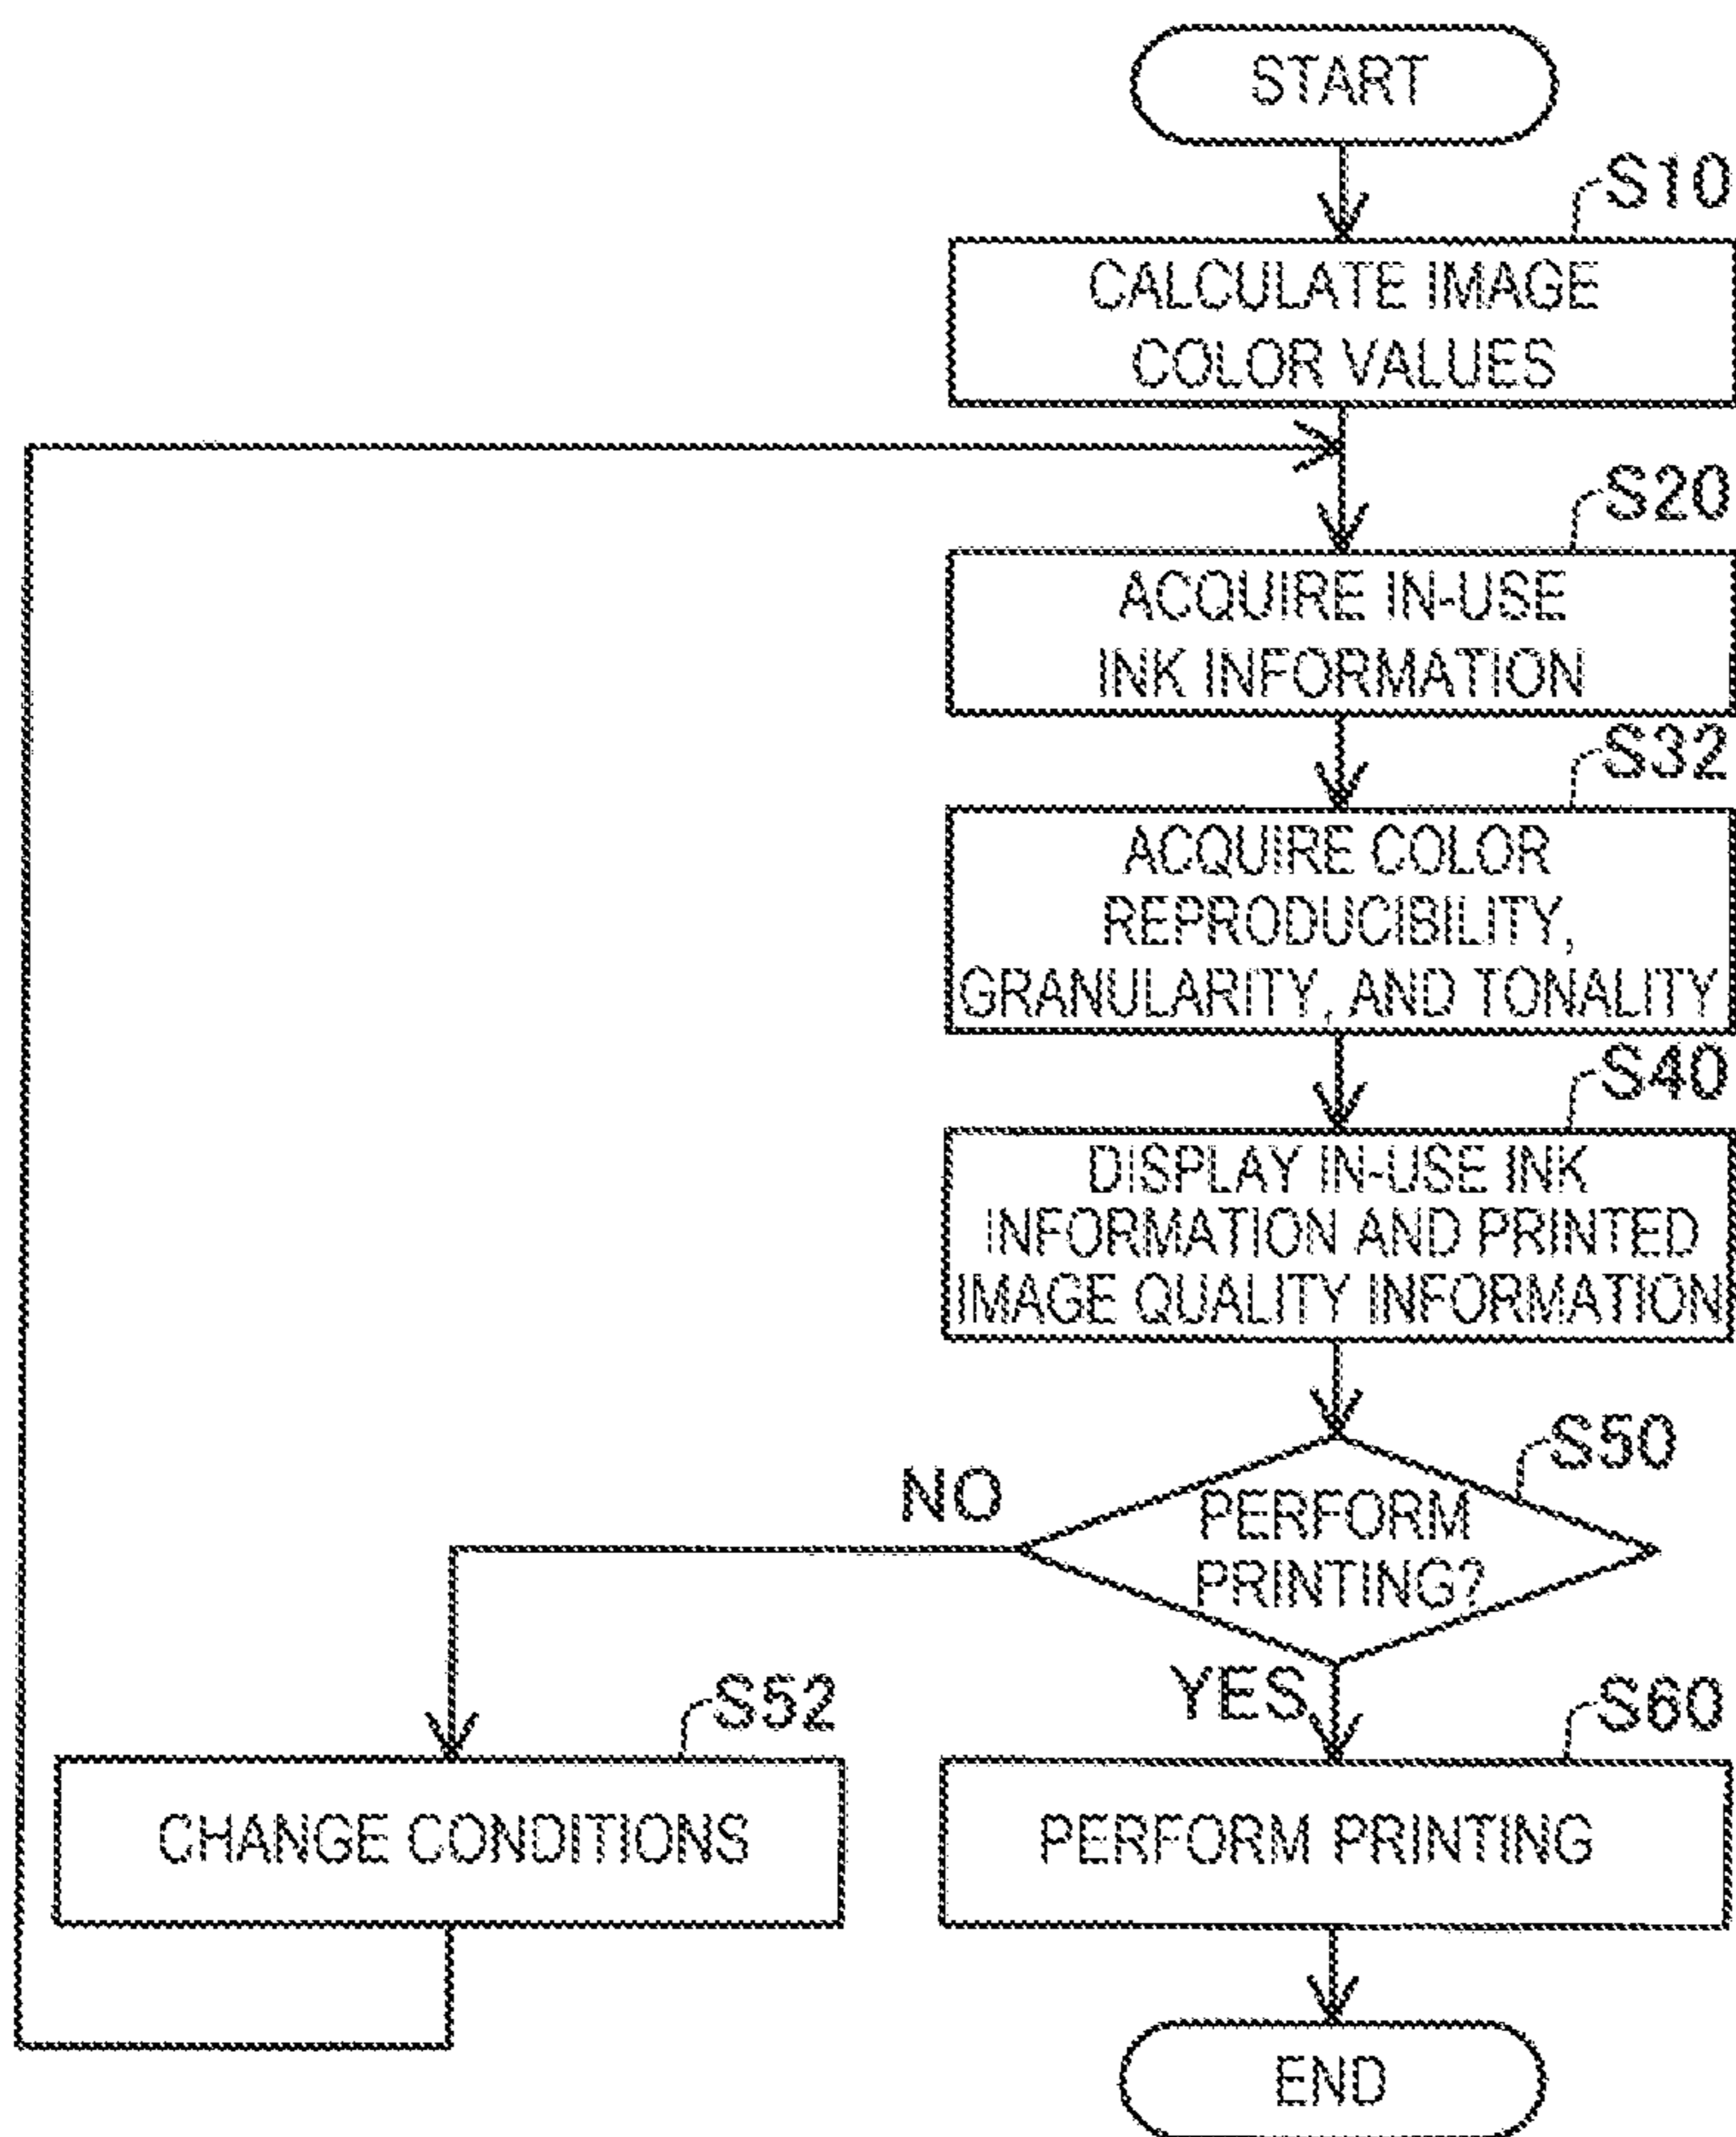 START
S10
CALCULATE IMAGE
COLOR VALUES
S20
ACQUIRE IN-USE
INK INFORMATION
S32
ACQUIRE COLOR
REPRODUCIBILITY,
GRANULARITY, AND TONALITY
S40
DISPLAY IN-USE INK
INFORMATION AND PRINTED
IMAGE QUALITY INFORMATION
S50
PERFORM
PRINTING?
NO
YES
S52
CHANGE CONDITIONS
S60
PERFORM PRINTING
END